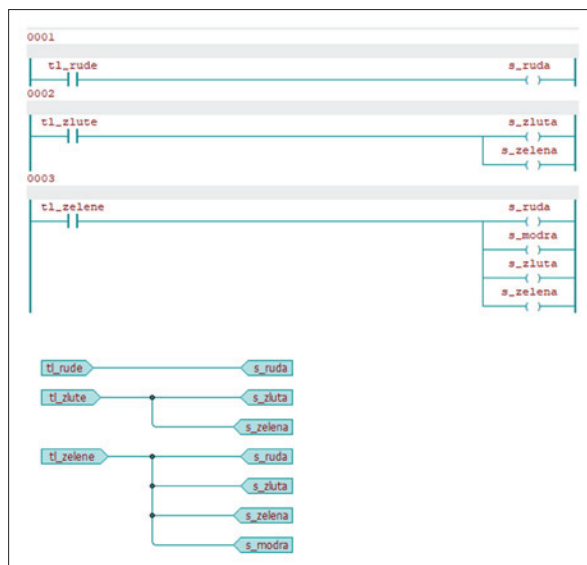 0001
tl_rude s_ruda
0002
tl_zlute s_zluta
s_zelena
0003
tl_zelene s_ruda
s_modra
s_zluta
s_zelena
tl_rude s_ruda
tl_zlute s_zluta
s_zelena
tl_zelene s_ruda
s_zluta
s_zelena
s_modra